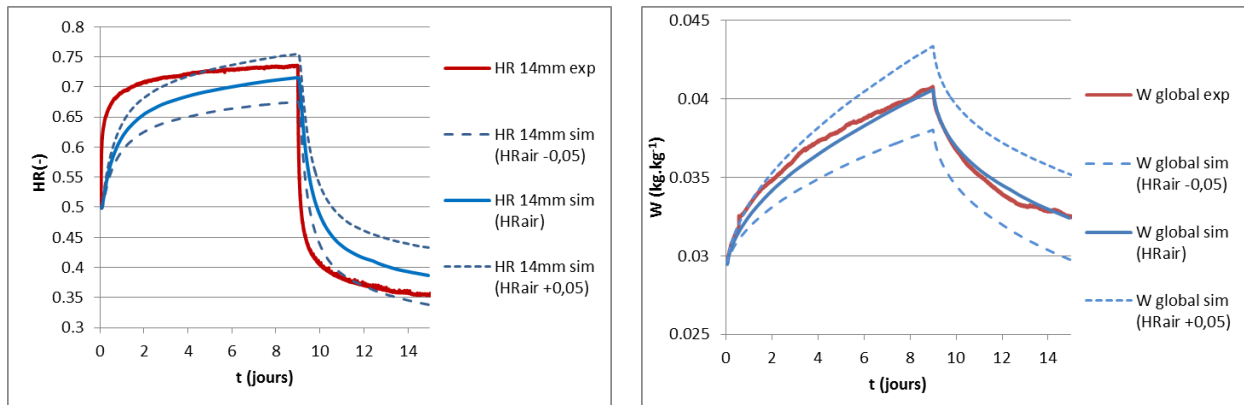 HR(-)
0.8
0.75
0.7
0.65
0.6
0.55
0.5
0.45
0.4
0.35
0.3
0 2 4 6 8 10 12 14
t (jours)
HR 14mm exp
HR 14mm sim
(HRair -0,05)
HR 14mm sim
(HRair)
HR 14mm sim
(HRair +0,05)
W (kg.kg⁻¹)
0.045
0.04
0.035
0.03
0.025
0 2 4 6 8 10 12 14
t (jours)
W global exp
W global sim
(HRair -0,05)
W global sim
(HRair)
W global sim
(HRair +0,05)